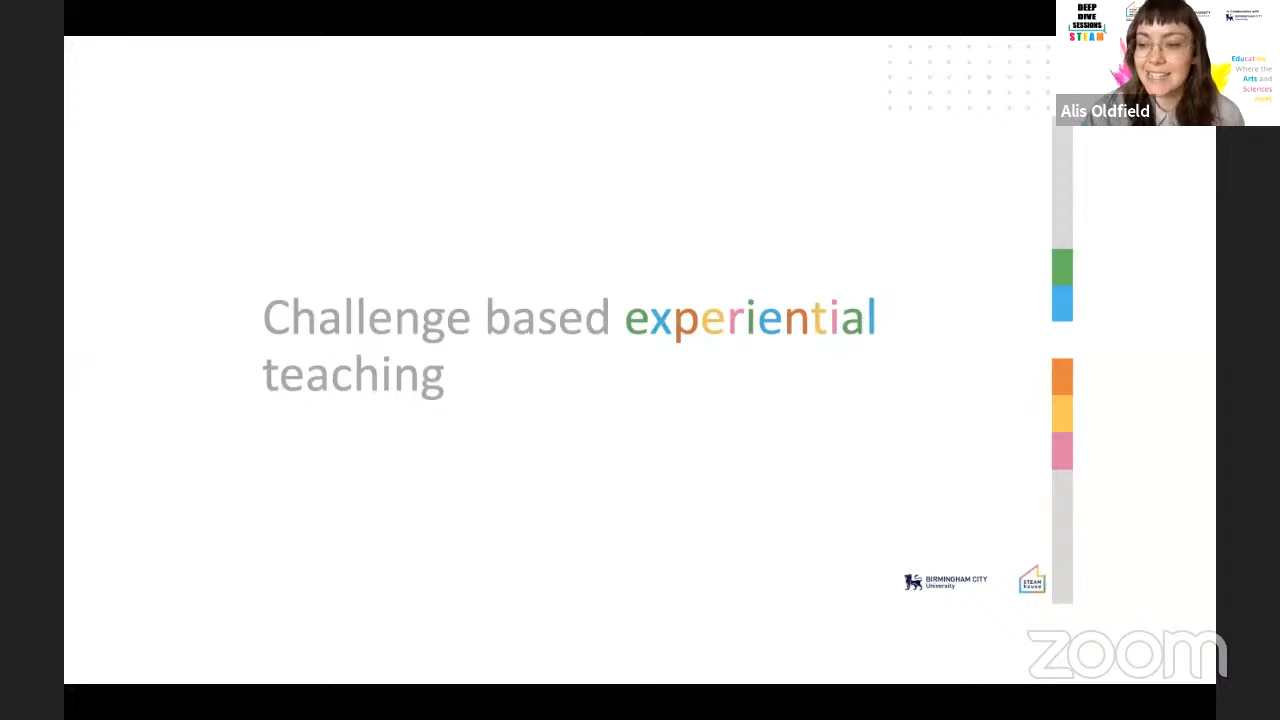 DEEP
DIVE
SESSIONS
STEAM
Education
Where the
Arts and
Sciences
meet
Alis Oldfield
Challenge based experiential
teaching
BIRMINGHAM CITY
University
STEAM
house
zoom